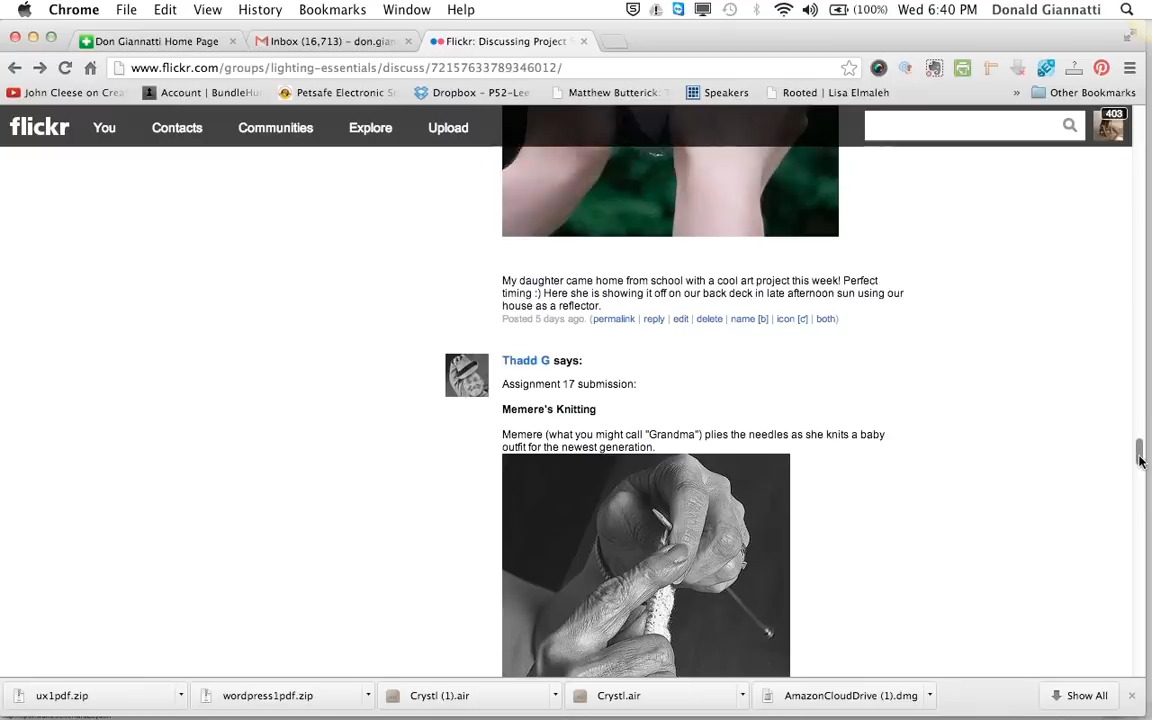 Chrome File Edit View History Bookmarks Window Help (100%) Wed 6:40 PM Donald Giannatti
Don Giannatti Home Page Inbox (16,713) – don.gian Flickr: Discussing Project
www.flickr.com/groups/lighting-essentials/discuss/72157633789346012/
John Cleese on Crea Account | BundleHu Petsafe Electronic S Dropbox - P52-Lee Matthew Butterick: Speakers Rooted | Lisa Elmaleh » Other Bookmarks
flickr You Contacts Communities Explore Upload 403
My daughter came home from school with a cool art project this week! Perfect
timing :) Here she is showing it off on our back deck in late afternoon sun using our
house as a reflector.
Posted 5 days ago. (permalink | reply | edit | delete | name [b] | icon [c] | both)
Thadd G says:
Assignment 17 submission:
Memere's Knitting
Memere (what you might call "Grandma") plies the needles as she knits a baby
outfit for the newest generation.
ux1pdf.zip wordpress1pdf.zip Crystl (1).air Crystl.air AmazonCloudDrive (1).dmg Show All